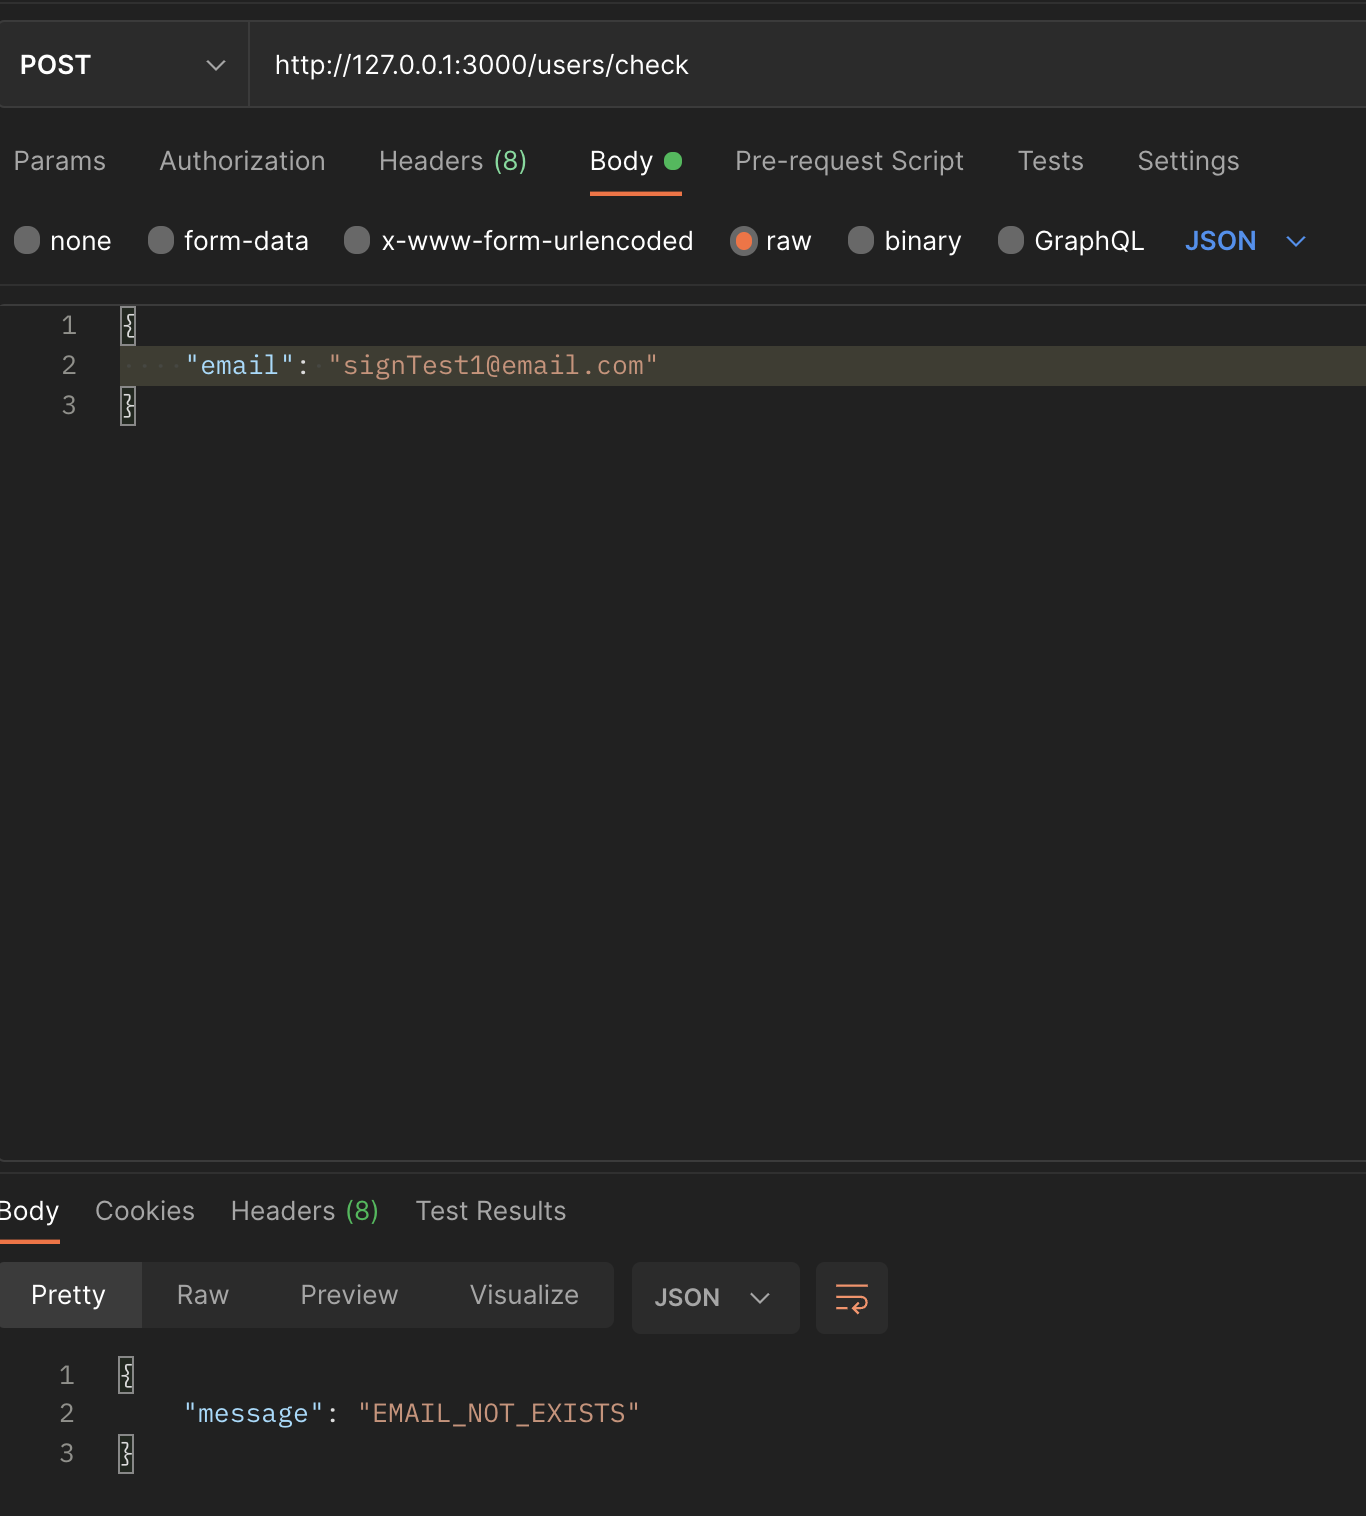 POST http://127.0.0.1:3000/users/check
Params Authorization Headers (8) Body Pre-request Script Tests Settings
none form-data x-www-form-urlencoded raw binary GraphQL JSON
1 {
2 "email": "signTest1@email.com"
3 }
Body Cookies Headers (8) Test Results
Pretty Raw Preview Visualize JSON
1 {
2 "message": "EMAIL_NOT_EXISTS"
3 }